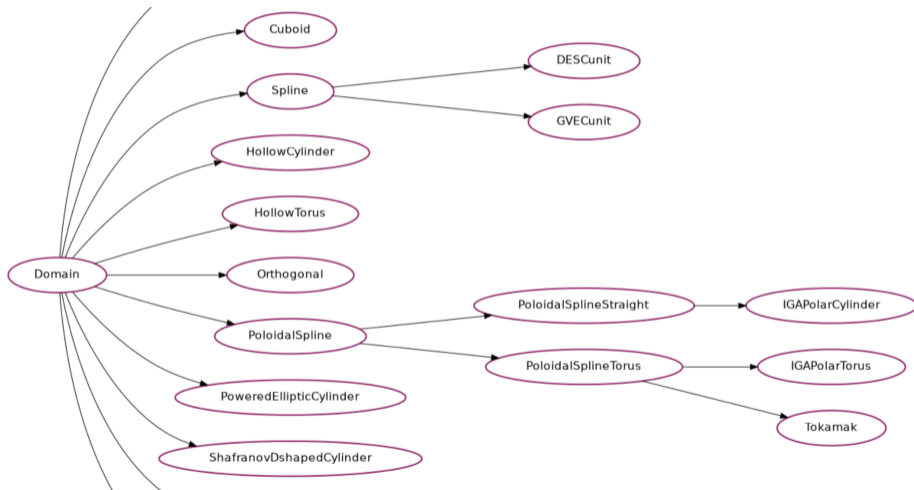 Cuboid
DESCunit
Spline
GVECunit
HollowCylinder
HollowTorus
Domain
Orthogonal
PoloidalSplineStraight
IGAPolarCylinder
PoloidalSpline
PoloidalSplineTorus
IGAPolarTorus
PoweredEllipticCylinder
Tokamak
ShafranovDshapedCylinder